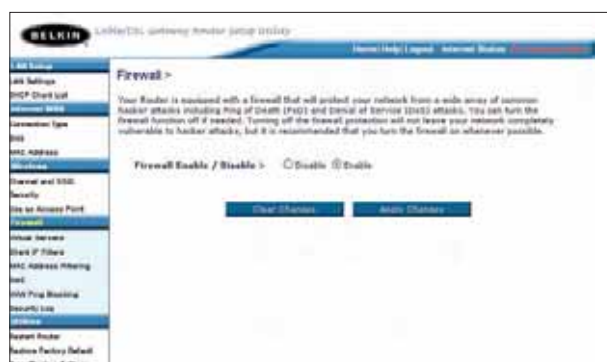 BELKIN
Cable/DSL Gateway Router Setup Utility
Home|Help|Logout Internet Status:
LAN Setup
LAN Settings
DHCP Client List
Internet WAN
Connection Type
DNS
MAC Address
Wireless
Channel and SSID
Security
Use as Access Point
Firewall
Virtual Servers
Client IP Filters
MAC Address Filtering
DMZ
WAN Ping Blocking
Security Log
Utilities
Restart Router
Restore Factory Default
Firewall >
Your Router is equipped with a firewall that will protect your network from a wide array of common
hacker attacks including Ping of Death (PoD) and Denial of Service (DoS) attacks. You can turn the
firewall function off if needed. Turning off the firewall protection will not leave your network completely
vulnerable to hacker attacks, but it is recommended that you turn the firewall on whenever possible.
Firewall Enable / Disable > Disable Enable
Clear Changes Apply Changes